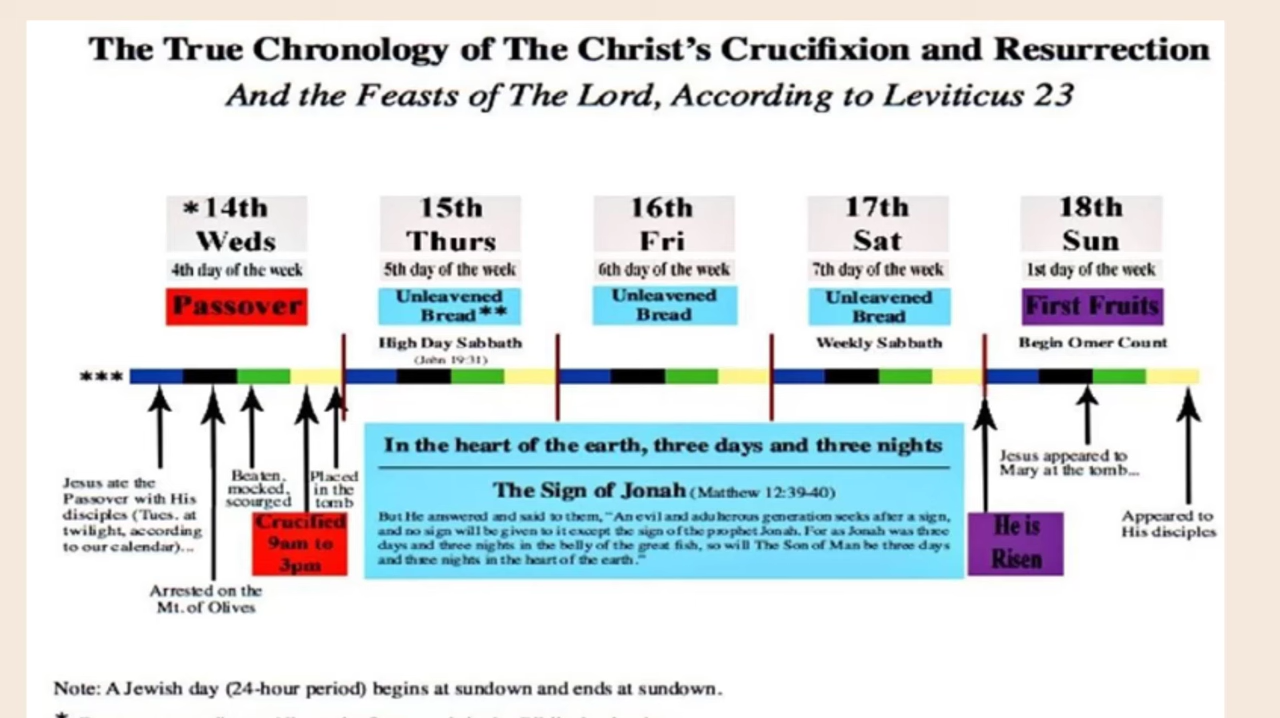 The True Chronology of The Christ's Crucifixion and Resurrection
And the Feasts of The Lord, According to Leviticus 23
*14th
Weds
4th day of the week
Passover
15th
Thurs
5th day of the week
Unleavened
Bread**
High Day Sabbath
(John 19:31)
16th
Fri
6th day of the week
Unleavened
Bread
17th
Sat
7th day of the week
Unleavened
Bread
Weekly Sabbath
18th
Sun
1st day of the week
First Fruits
Begin Omer Count
***
Jesus ate the
Passover with His
disciples (Tues. at
twilight, according
to our calendar)...
Arrested on the
Mt. of Olives
Beaten,
mocked,
scourged
Crucified
9am to
3pm
Placed
in the
tomb
In the heart of the earth, three days and three nights
The Sign of Jonah (Matthew 12:39-40)
But He answered and said to them, "An evil and adulterous generation seeks after a sign,
and no sign will be given to it except the sign of the prophet Jonah. For as Jonah was three
days and three nights in the belly of the great fish, so will The Son of Man be three days
and three nights in the heart of the earth."
He is
Risen
Jesus appeared to
Mary at the tomb...
Appeared to
His disciples
Note: A Jewish day (24-hour period) begins at sundown and ends at sundown.
*